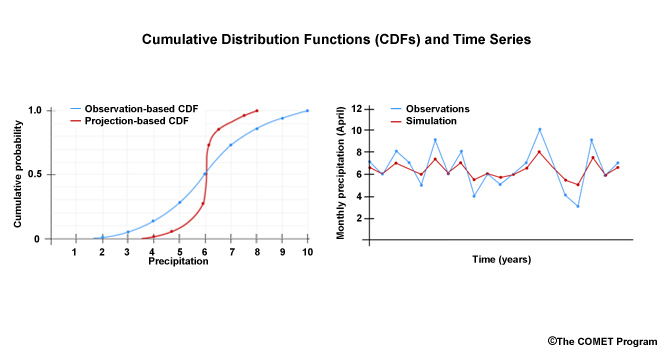 Cumulative Distribution Functions (CDFs) and Time Series
Observation-based CDF
Projection-based CDF
Cumulative probability
1.0
0.5
0
1 2 3 4 5 6 7 8 9 10
Precipitation
Observations
Simulation
Monthly precipitation (April)
12
10
8
6
4
2
Time (years)
©The COMET Program